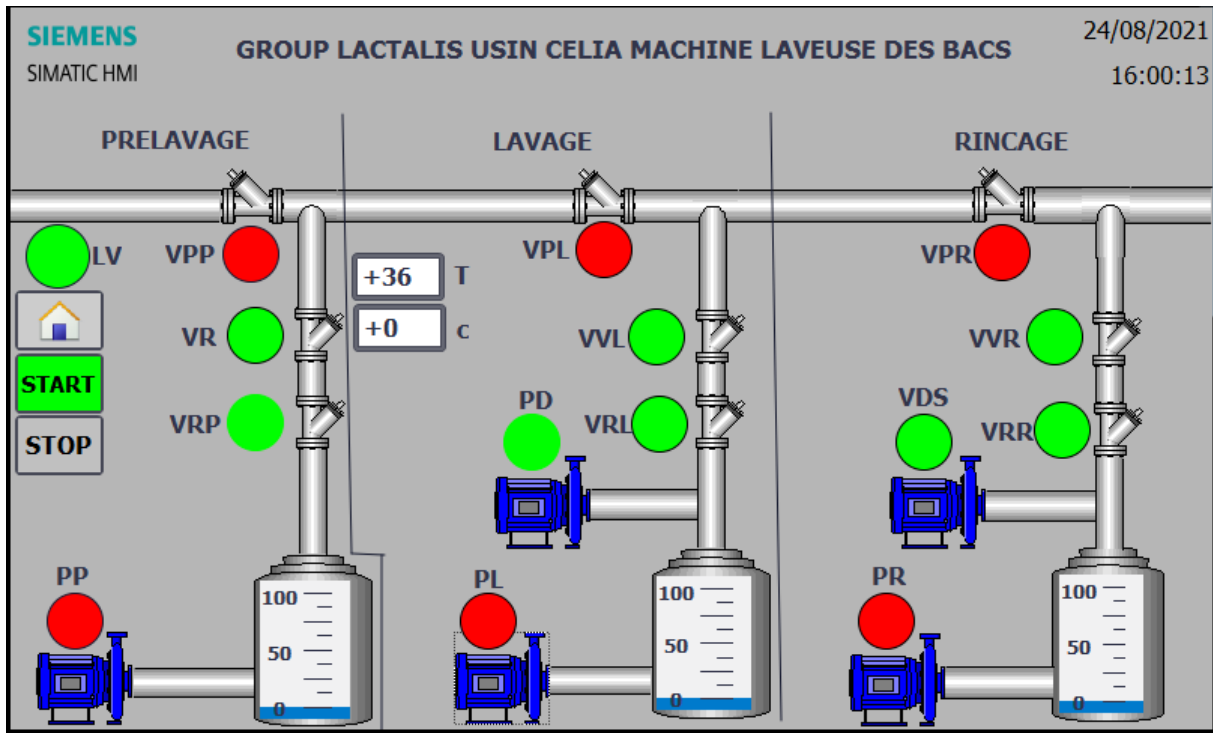 SIEMENS
SIMATIC HMI
GROUP LACTALIS USIN CELIA MACHINE LAVEUSE DES BACS
24/08/2021
16:00:13
PRELAVAGE
LAVAGE
RINCAGE
LV
VPP
VR
VRP
START
STOP
PP
100
50
0
+36 T
+0 c
VPL
VVL
PD
VRL
PL
100
50
0
VPR
VVR
VDS
VRR
PR
100
50
0